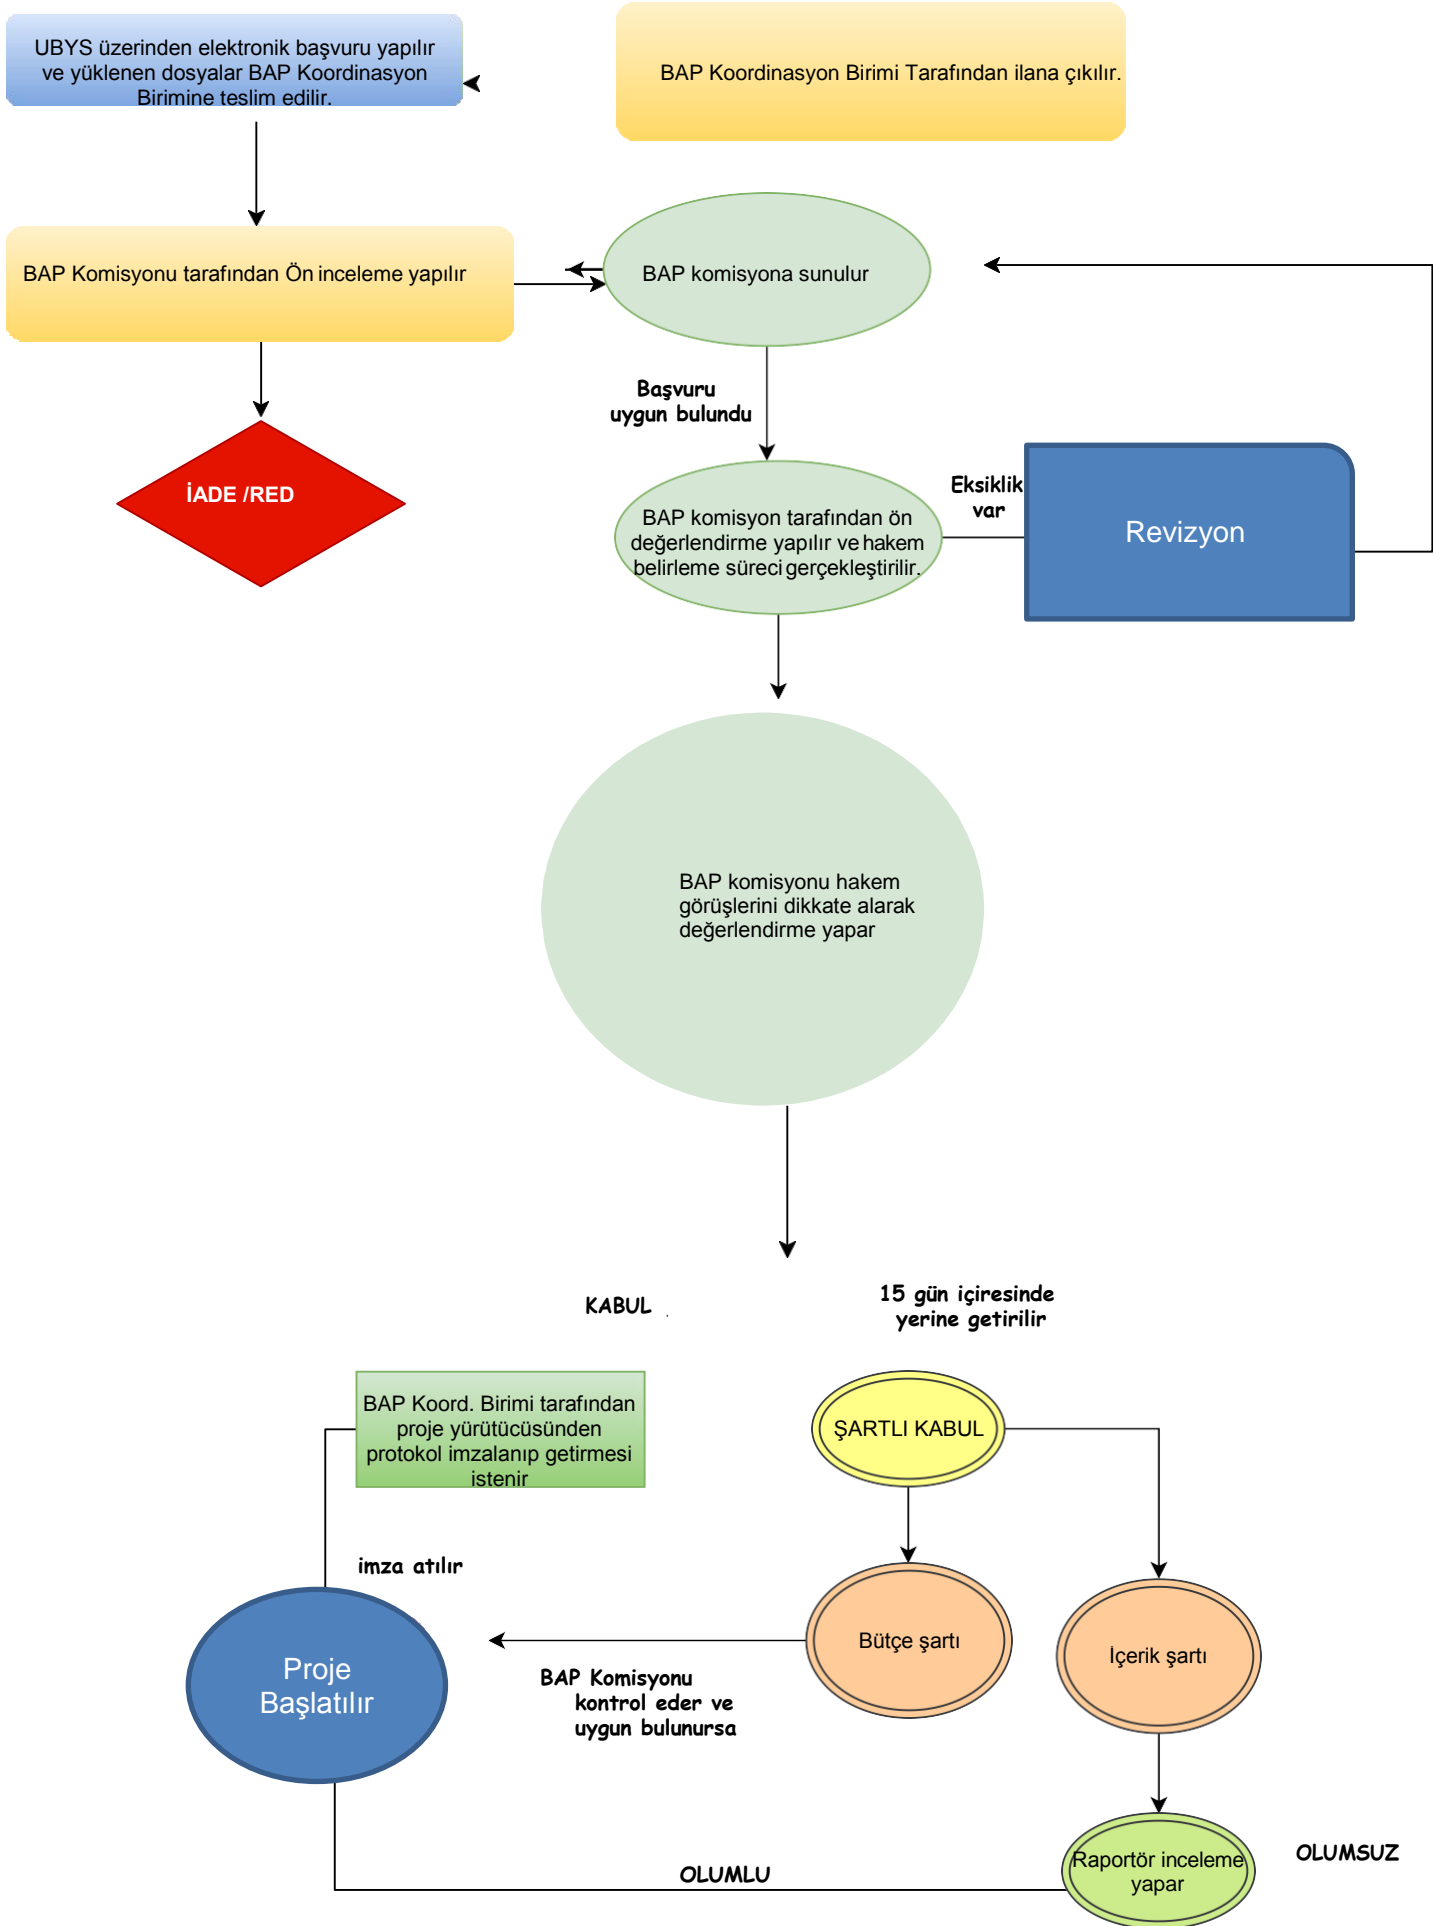 UBYS üzerinden elektronik başvuru yapılır
ve yüklenen dosyalar BAP Koordinasyon
Birimine teslim edilir.
BAP Koordinasyon Birimi Tarafından ilana çıkılır.
BAP Komisyonu tarafından Ön inceleme yapılır
BAP komisyona sunulur
Başvuru
uygun bulundu
İADE /RED
BAP komisyon tarafından ön
değerlendirme yapılır ve hakem
belirleme süreci gerçekleştirilir.
Eksiklik
var
Revizyon
BAP komisyonu hakem
görüşlerini dikkate alarak
değerlendirme yapar
KABUL
15 gün içiresinde
yerine getirilir
BAP Koord. Birimi tarafından
proje yürütücüsünden
protokol imzalanıp getirmesi
istenir
ŞARTLI KABUL
imza atılır
Proje
Başlatılır
BAP Komisyonu
kontrol eder ve
uygun bulunursa
Bütçe şartı
İçerik şartı
OLUMLU
Raportör inceleme
yapar
OLUMSUZ